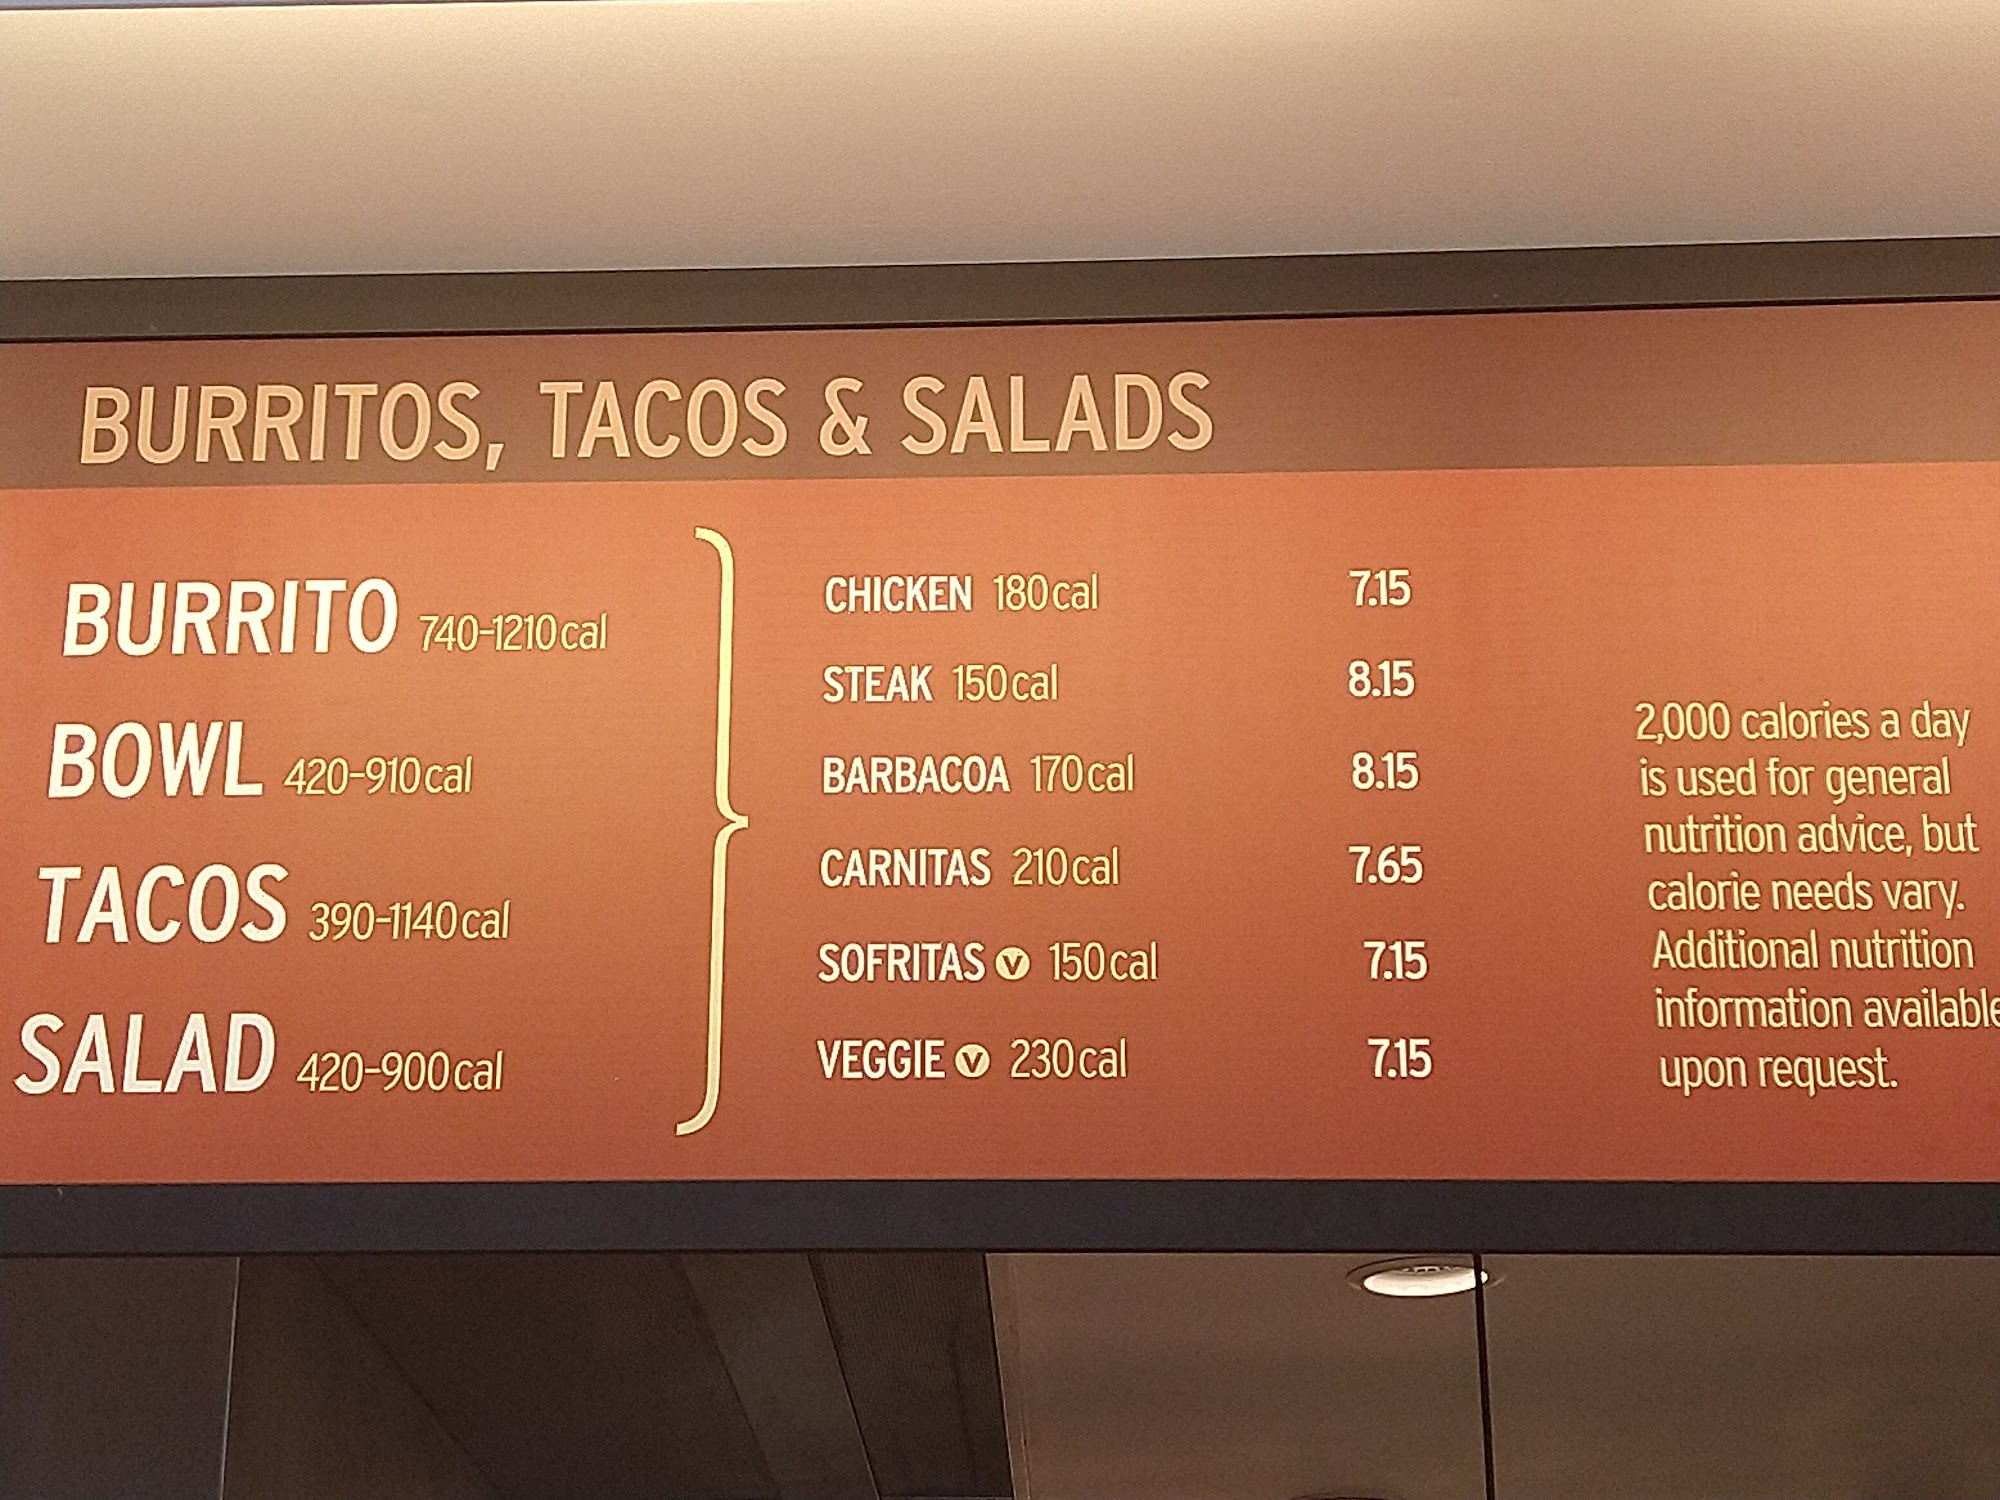 BURRITOS, TACOS & SALADS
BURRITO 740-1210cal
BOWL 420-910cal
TACOS 390-1140cal
SALAD 420-900cal
CHICKEN 180cal 7.15
STEAK 150cal 8.15
BARBACOA 170cal 8.15
CARNITAS 210cal 7.65
SOFRITAS V 150cal 7.15
VEGGIE V 230cal 7.15
2,000 calories a day
is used for general
nutrition advice, but
calorie needs vary.
Additional nutrition
information available
upon request.